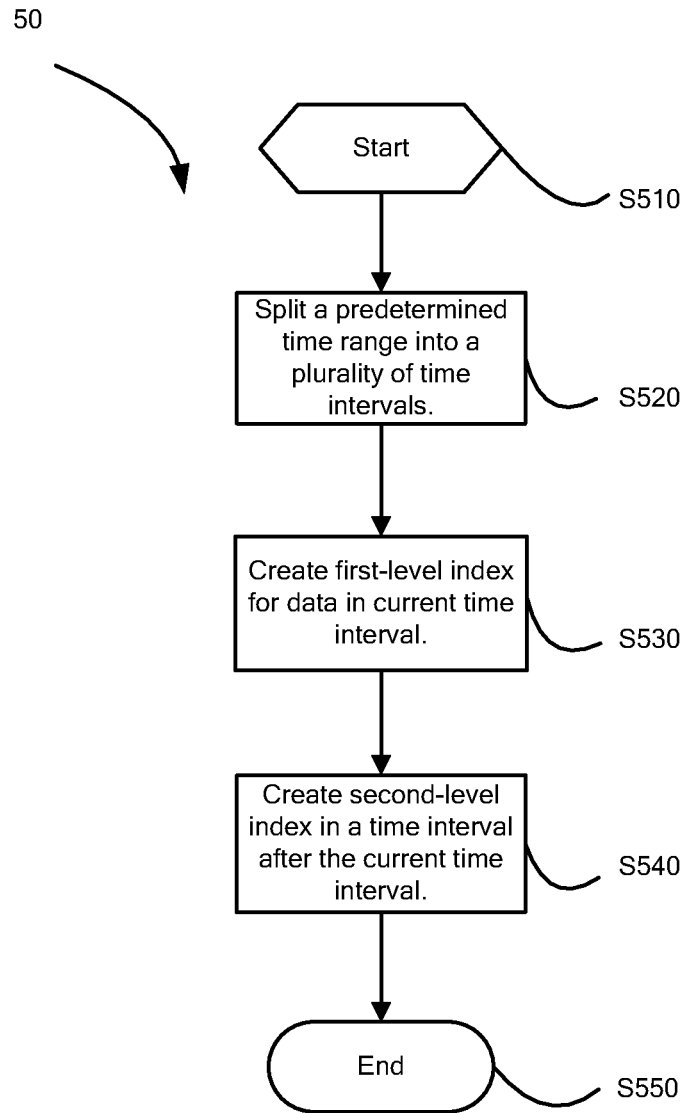 50
Start
S510
Split a predetermined
time range into a
plurality of time
intervals.
S520
Create first-level index
for data in current time
interval.
S530
Create second-level
index in a time interval
after the current time
interval.
S540
End
S550